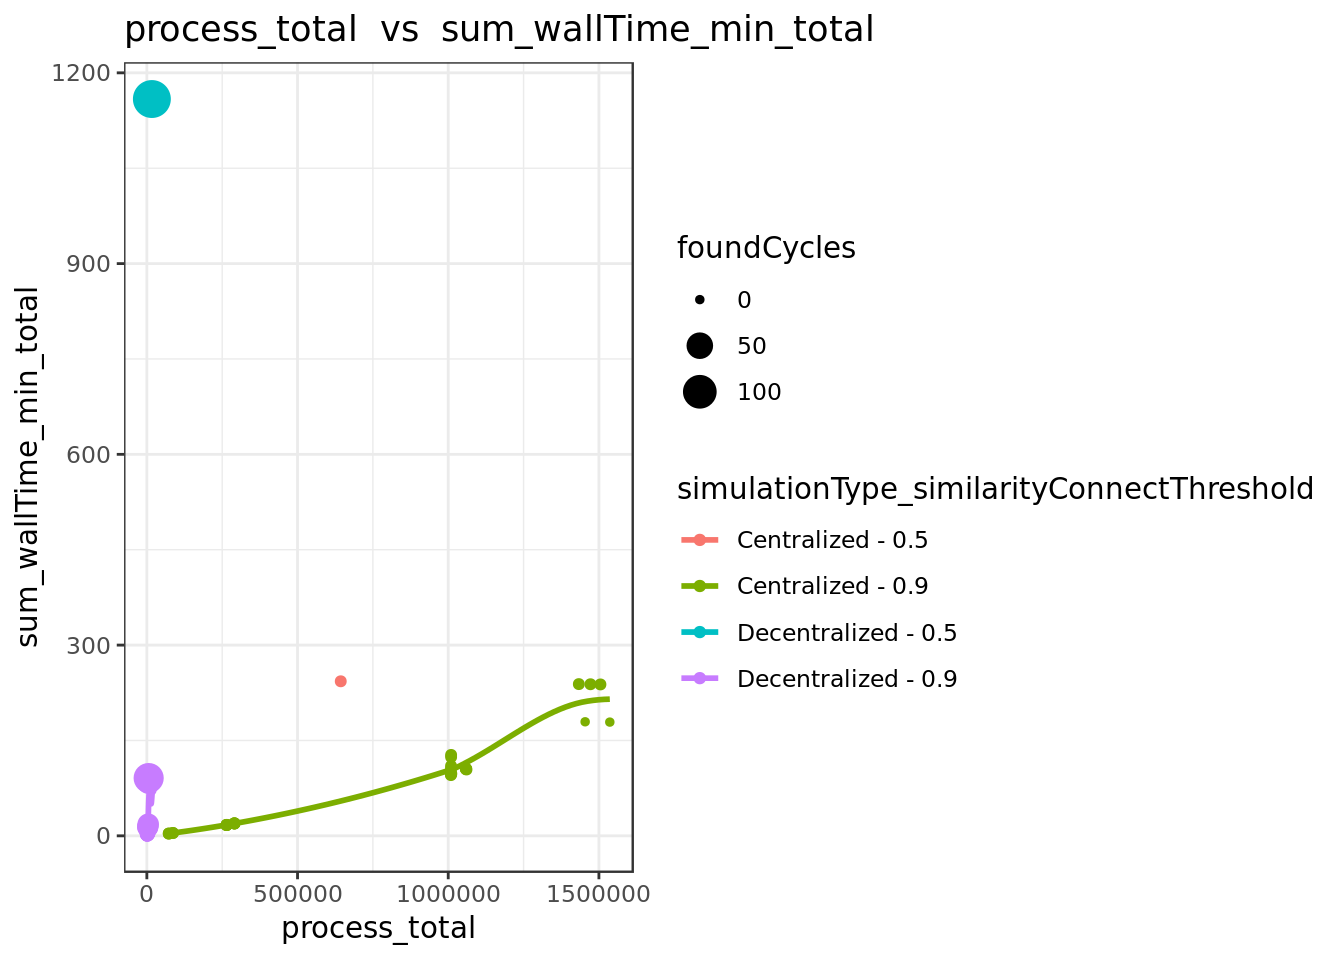 process_total vs sum_wallTime_min_total
sum_wallTime_min_total
1200
900
600
300
0
0
500000
1000000
1500000
process_total
foundCycles
0
50
100
simulationType_similarityConnectThreshold
Centralized - 0.5
Centralized - 0.9
Decentralized - 0.5
Decentralized - 0.9